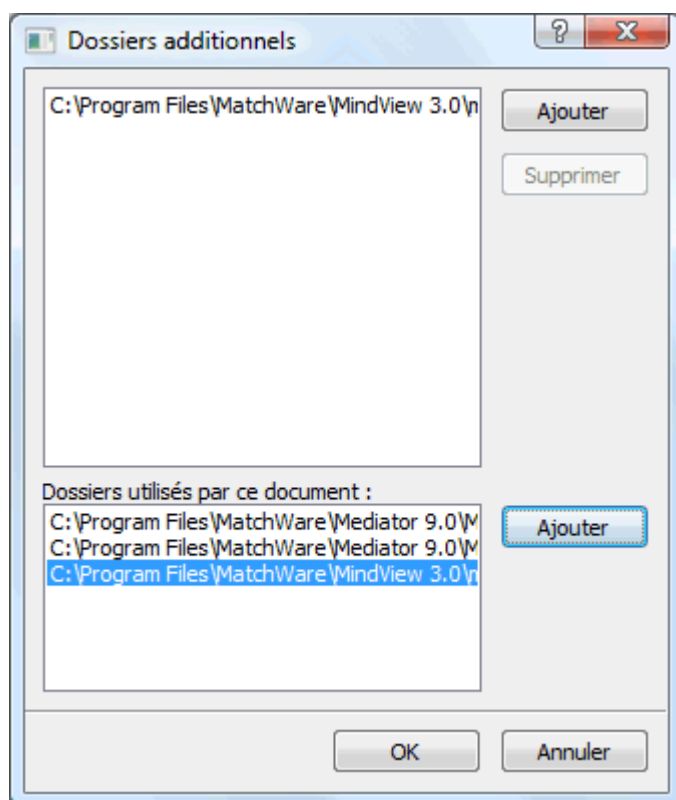 Dossiers additionnels
C:\Program Files\MatchWare\MindView 3.0\m
Ajouter
Supprimer
Dossiers utilisés par ce document :
C:\Program Files\MatchWare\Mediator 9.0\M
C:\Program Files\MatchWare\Mediator 9.0\M
C:\Program Files\MatchWare\MindView 3.0\m
Ajouter
OK
Annuler